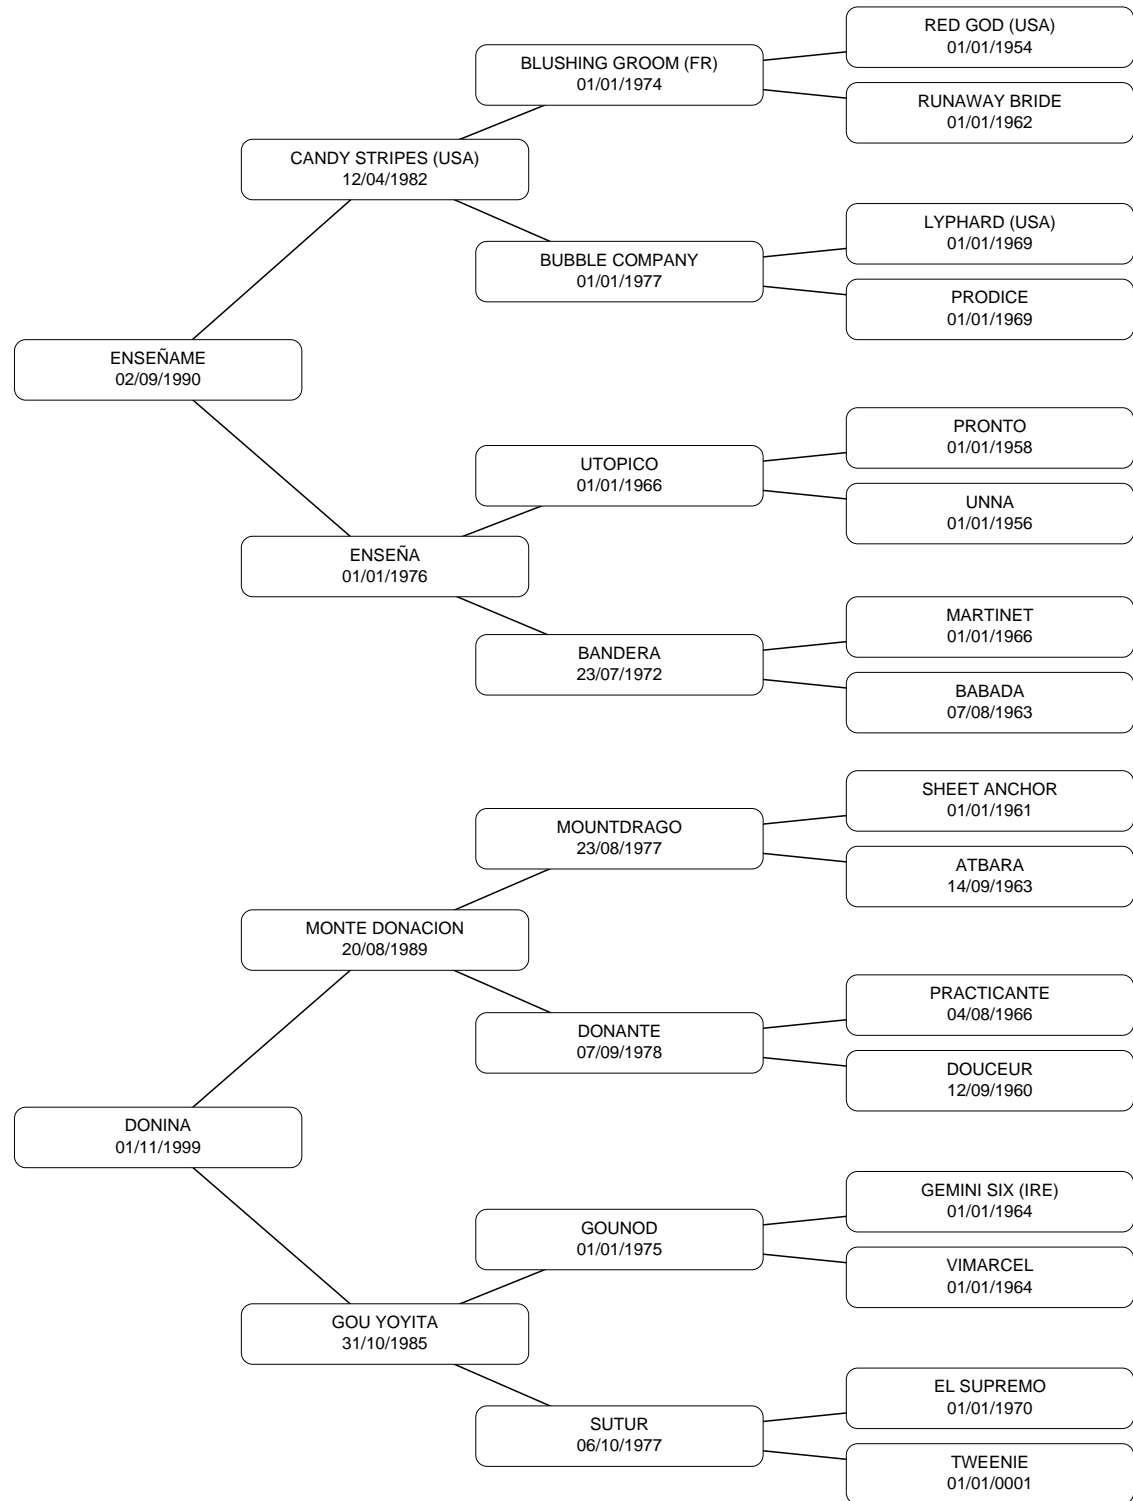 RED GOD (USA)
01/01/1954
BLUSHING GROOM (FR)
01/01/1974
RUNAWAY BRIDE
01/01/1962
CANDY STRIPES (USA)
12/04/1982
LYPHARD (USA)
01/01/1969
BUBBLE COMPANY
01/01/1977
PRODICE
01/01/1969
ENSEÑAME
02/09/1990
PRONTO
01/01/1958
UTOPICO
01/01/1966
UNNA
01/01/1956
ENSEÑA
01/01/1976
MARTINET
01/01/1966
BANDERA
23/07/1972
BABADA
07/08/1963
SHEET ANCHOR
01/01/1961
MOUNTDRAGO
23/08/1977
ATBARA
14/09/1963
MONTE DONACION
20/08/1989
PRACTICANTE
04/08/1966
DONANTE
07/09/1978
DOUCEUR
12/09/1960
DONINA
01/11/1999
GEMINI SIX (IRE)
01/01/1964
GOUNOD
01/01/1975
VIMARCEL
01/01/1964
GOU YOYITA
31/10/1985
EL SUPREMO
01/01/1970
SUTUR
06/10/1977
TWEENIE
01/01/0001